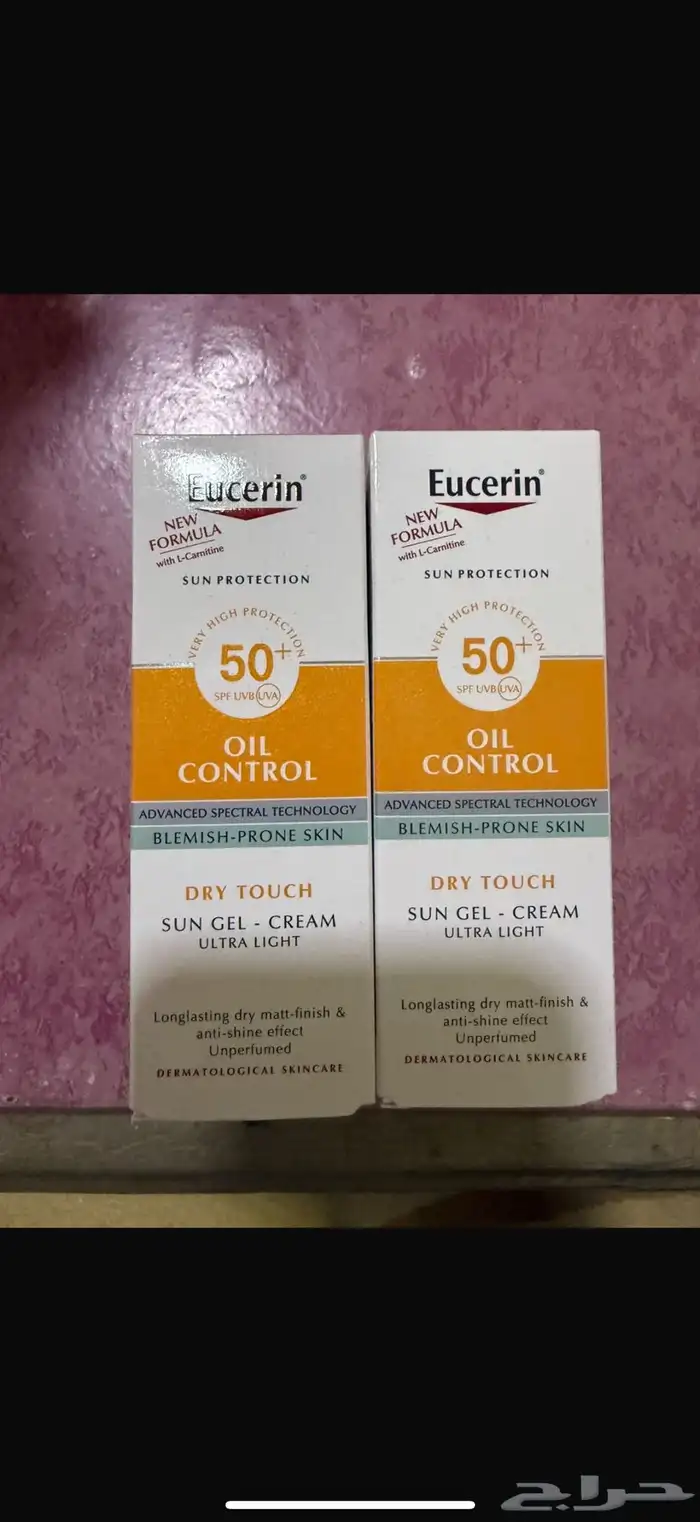 Eucerin®
NEW
FORMULA
with L-Carnitine
SUN PROTECTION
VERY HIGH PROTECTION
50+
SPF UVB UVA
OIL
CONTROL
ADVANCED SPECTRAL TECHNOLOGY
BLEMISH-PRONE SKIN
DRY TOUCH
SUN GEL - CREAM
ULTRA LIGHT
Longlasting dry matt-finish &
anti-shine effect
Unperfumed
DERMATOLOGICAL SKINCARE
Eucerin®
NEW
FORMULA
with L-Carnitine
SUN PROTECTION
VERY HIGH PROTECTION
50+
SPF UVB UVA
OIL
CONTROL
ADVANCED SPECTRAL TECHNOLOGY
BLEMISH-PRONE SKIN
DRY TOUCH
SUN GEL - CREAM
ULTRA LIGHT
Longlasting dry matt-finish &
anti-shine effect
Unperfumed
DERMATOLOGICAL SKINCARE
حراج